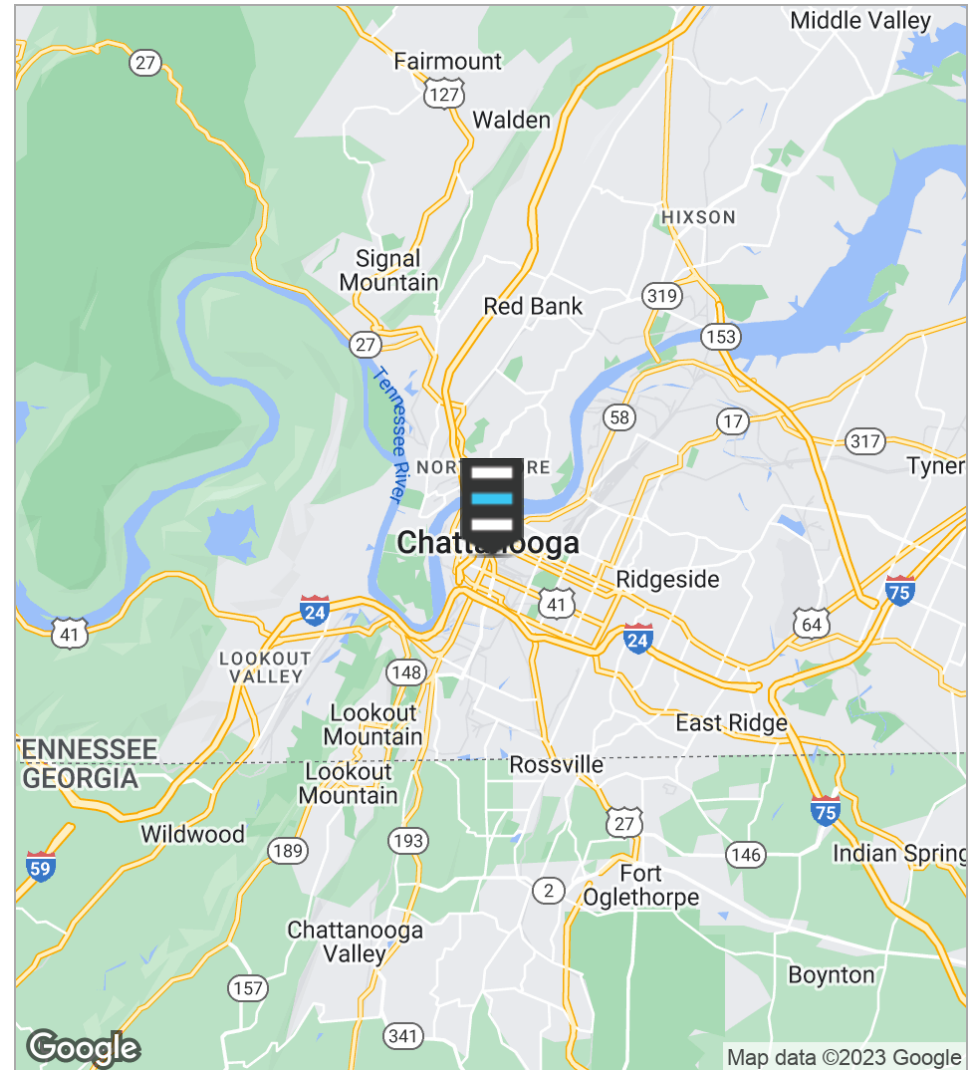 Middle Valley
27
Fairmount
127
Walden
HIXSON
Signal
Mountain
319
Red Bank
153
27
Tennessee River
58
17
317
NOR
RE
Tyner
Chatt
ooga
Ridgeside
75
41
24
64
41
24
LOOKOUT
VALLEY
148
Lookout
Mountain
East Ridge
TENNESSEE
GEORGIA
Rossville
Lookout
Mountain
75
27
Wildwood
193
189
146
Indian Spring
59
Fort
Oglethorpe
2
Chattanooga
Valley
Boynton
157
341
Google
Map data ©2023 Google